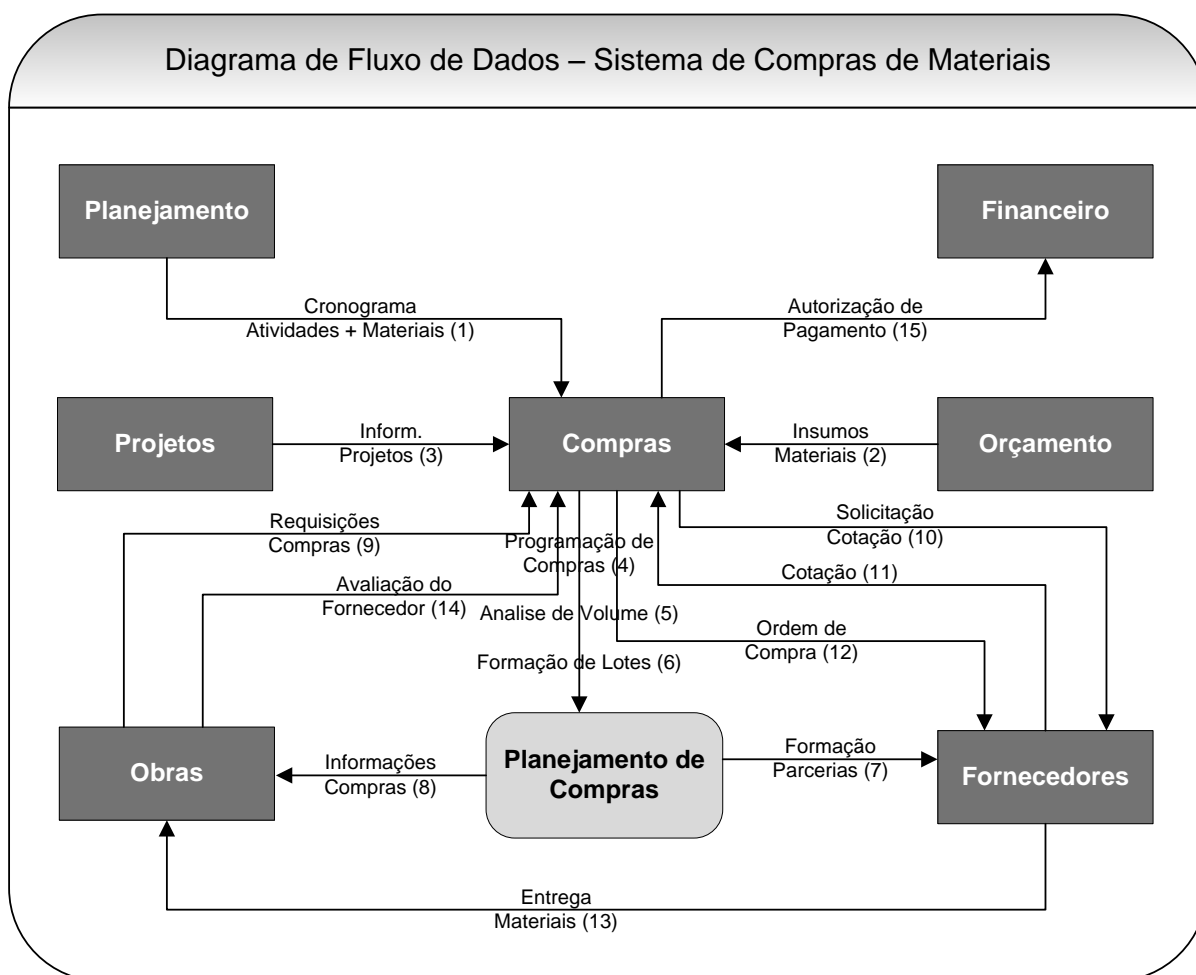 Diagrama de Fluxo de Dados – Sistema de Compras de Materiais
Planejamento
Financeiro
Cronograma
Atividades + Materiais (1)
Autorização de
Pagamento (15)
Projetos
Inform.
Projetos (3)
Compras
Insumos
Materiais (2)
Orçamento
Requisições
Compras (9)
Programação de
Compras (4)
Solicitação
Cotação (10)
Avaliação do
Fornecedor (14)
Cotação (11)
Analise de Volume (5)
Ordem de
Compra (12)
Formação de Lotes (6)
Obras
Informações
Compras (8)
Planejamento de
Compras
Formação
Parcerias (7)
Fornecedores
Entrega
Materiais (13)